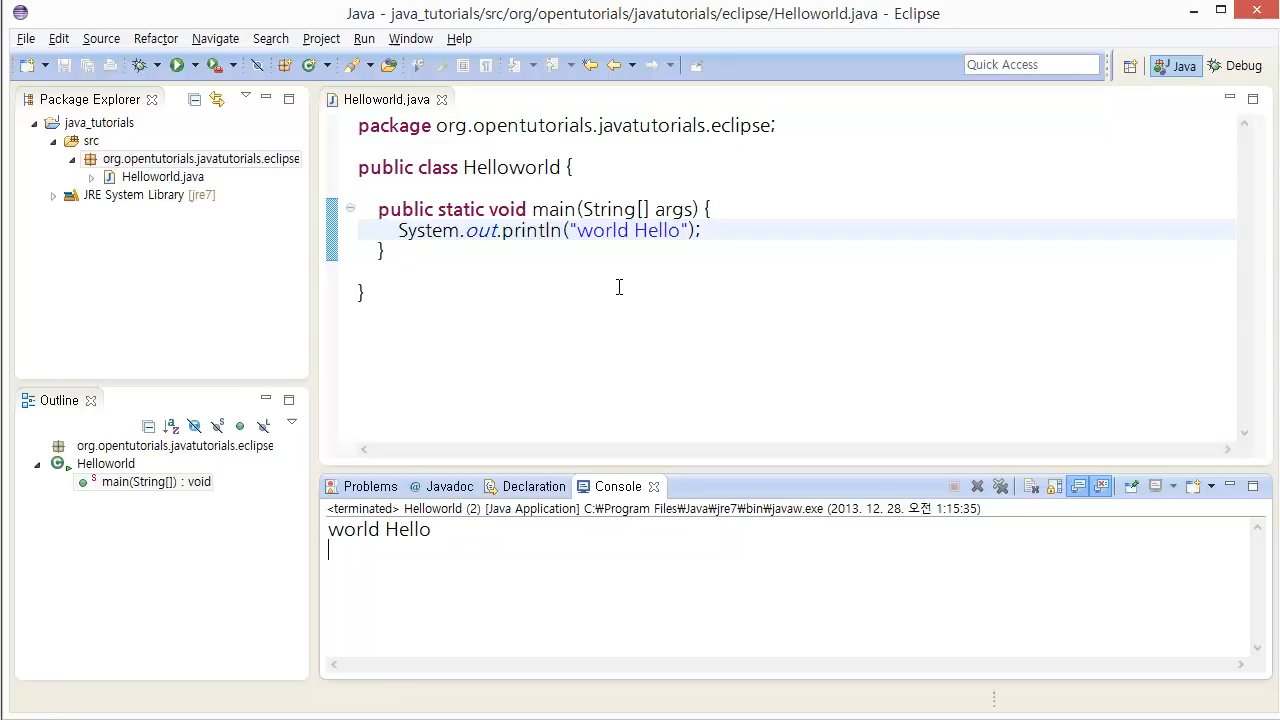 Java - java_tutorials/src/org/opentutorials/javatutorials/eclipse/Helloworld.java - Eclipse
File Edit Source Refactor Navigate Search Project Run Window Help
Quick Access
Java
Debug
Package Explorer
java_tutorials
src
org.opentutorials.javatutorials.eclipse
Helloworld.java
JRE System Library [jre7]
Helloworld.java
package org.opentutorials.javatutorials.eclipse;
public class Helloworld {
public static void main(String[] args) {
System.out.println("world Hello");
}
}
Outline
org.opentutorials.javatutorials.eclipse
Helloworld
main(String[]) : void
Problems @ Javadoc Declaration Console
<terminated> Helloworld (2) [Java Application] C:₩Program Files₩Java₩jre7₩bin₩javaw.exe (2013. 12. 28. 오전 1:15:35)
world Hello